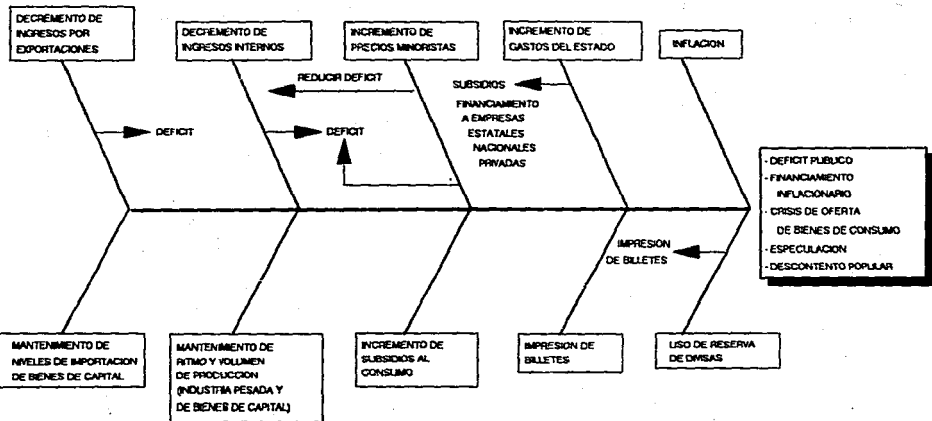 DECREMENTO DE
INGRESOS POR
EXPORTACIONES
DECREMENTO DE
INGRESOS INTERNOS
INCREMENTO DE
PRECIOS MINORISTAS
INCREMENTO DE
GASTOS DEL ESTADO
INFLACION
REDUCIR DEFICIT
SUBSIDIOS
FINANCIAMIENTO
A EMPRESAS
ESTATALES
NACIONALES
PRIVADAS
DEFICIT
DEFICIT
- DEFICIT PUBLICO
- FINANCIAMIENTO
INFLACIONARIO
- CRISIS DE OFERTA
DE BIENES DE CONSUMO
- ESPECULACION
- DESCONTENTO POPULAR
IMPRESION
DE BILLETES
MANTENIMIENTO DE
NIVELES DE IMPORTACION
DE BIENES DE CAPITAL
MANTENIMIENTO DE
RITMO Y VOLUMEN
DE PRODUCCION
(INDUSTRIA PESADA Y
DE BIENES DE CAPITAL)
INCREMENTO DE
SUBSIDIOS AL
CONSUMO
IMPRESION DE
BILLETES
USO DE RESERVA
DE DIVISAS